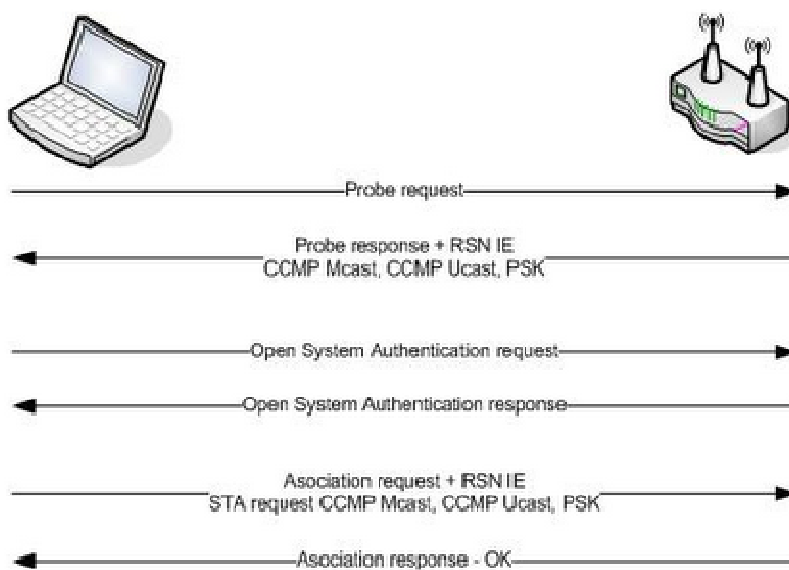 Probe request
Probe response + RSN IE
CCMP Mcast, CCMP Ucast, PSK
Open System Authentication request
Open System Authentication response
Asociation request + RSN IE
STA request CCMP Mcast, CCMP Ucast, PSK
Asociation response - OK